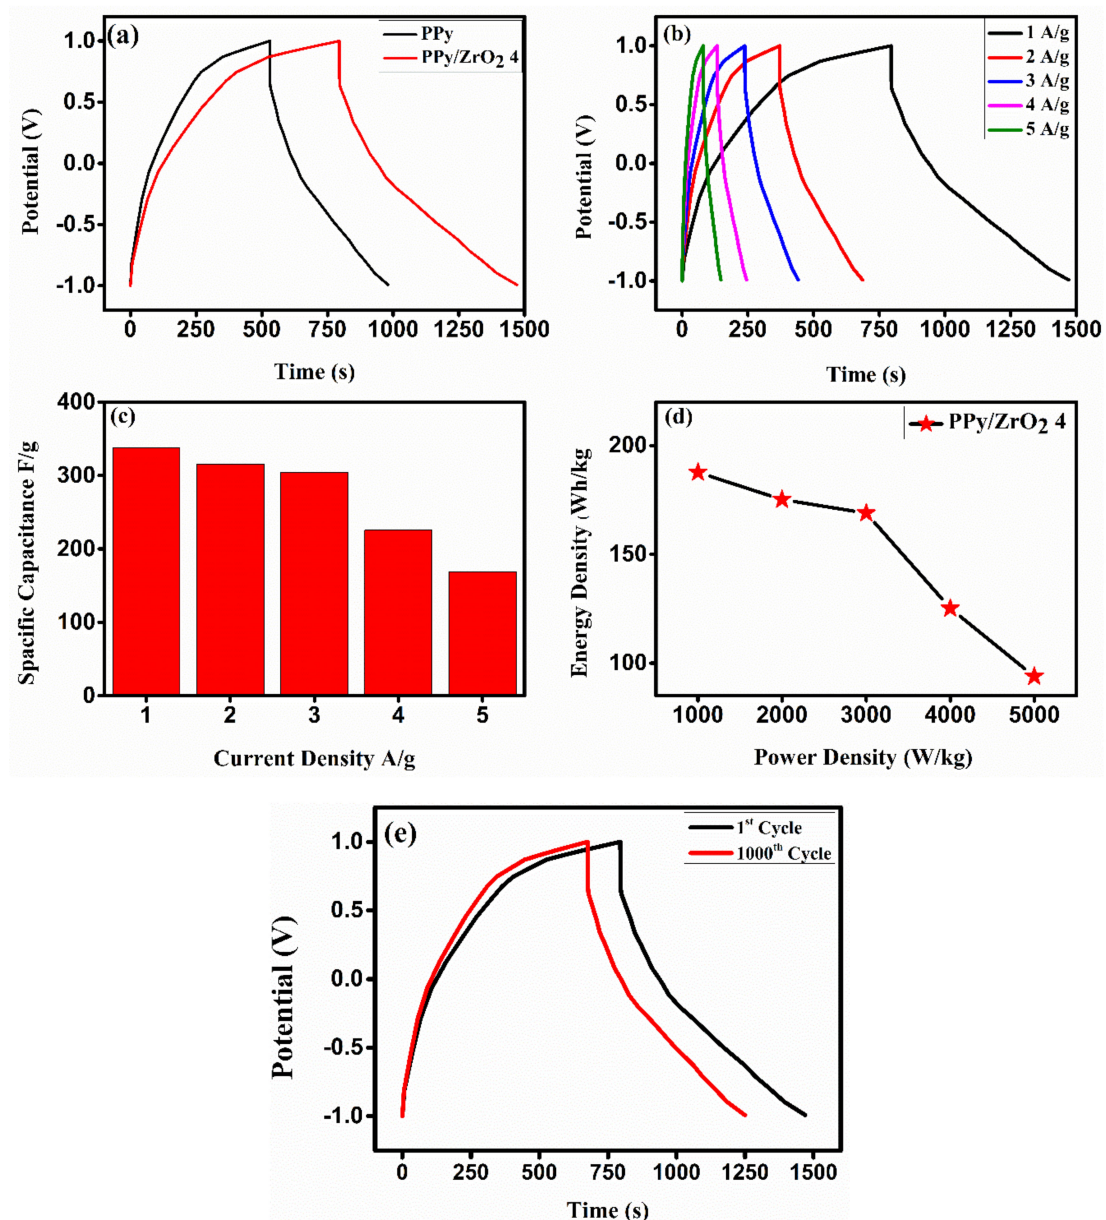 (a)
PPy
PPy/ZrO2 4
1.0
0.5
0.0
-0.5
-1.0
Potential (V)
0 250 500 750 1000 1250 1500
Time (s)
(b)
1 A/g
2 A/g
3 A/g
4 A/g
5 A/g
1.0
0.5
0.0
-0.5
-1.0
Potential (V)
0 250 500 750 1000 1500
Time (s)
(c)
400
300
200
100
0
Spacific Capacitance F/g
1 2 3 4 5
Current Density A/g
(d)
PPy/ZrO2 4
200
150
100
Energy Density (Wh/kg
1000 2000 3000 4000 5000
Power Density (W/kg)
(e)
1st Cycle
1000th Cycle
1.0
0.5
0.0
-0.5
-1.0
Potential (V)
0 250 500 750 1000 1250 1500
Time (s)